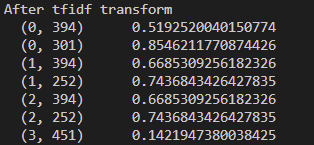 After tfidf transform
(0, 394) 0.5192520040150774
(0, 301) 0.8546211770874426
(1, 394) 0.6685309256182326
(1, 252) 0.7436843426427835
(2, 394) 0.6685309256182326
(2, 252) 0.7436843426427835
(3, 451) 0.1421947380038425